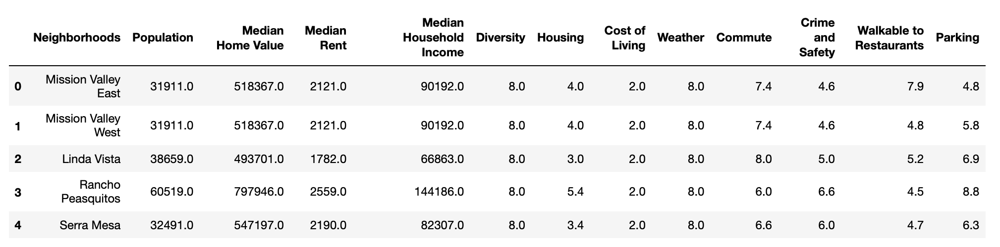 Neighborhoods Population Median Home Value Median Rent Median Household Income Diversity Housing Cost of Living Weather Commute Crime and Safety Walkable to Restaurants Parking
0 Mission Valley East 31911.0 518367.0 2121.0 90192.0 8.0 4.0 2.0 8.0 7.4 4.6 7.9 4.8
1 Mission Valley West 31911.0 518367.0 2121.0 90192.0 8.0 4.0 2.0 8.0 7.4 4.6 4.8 5.8
2 Linda Vista 38659.0 493701.0 1782.0 66863.0 8.0 3.0 2.0 8.0 8.0 5.0 5.2 6.9
3 Rancho Peasquitos 60519.0 797946.0 2559.0 144186.0 8.0 5.4 2.0 8.0 6.0 6.6 4.5 8.8
4 Serra Mesa 32491.0 547197.0 2190.0 82307.0 8.0 3.4 2.0 8.0 6.6 6.0 4.7 6.3